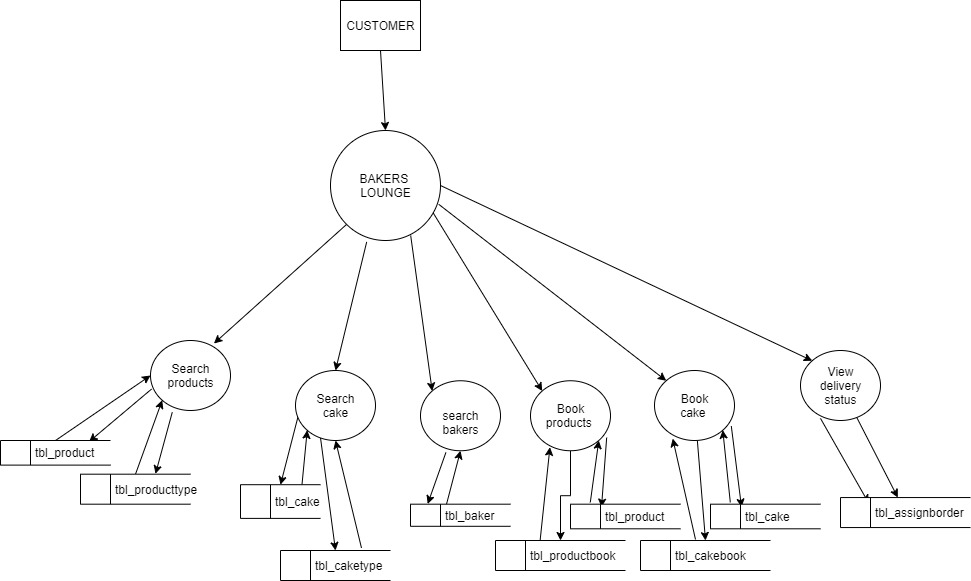 CUSTOMER
BAKERS
LOUNGE
Search
products
Search
cake
search
bakers
Book
products
Book
cake
View
delivery
status
tbl_product
tbl_producttype
tbl_cake
tbl_caketype
tbl_baker
tbl_product
tbl_productbook
tbl_cake
tbl_cakebook
tbl_assignborder